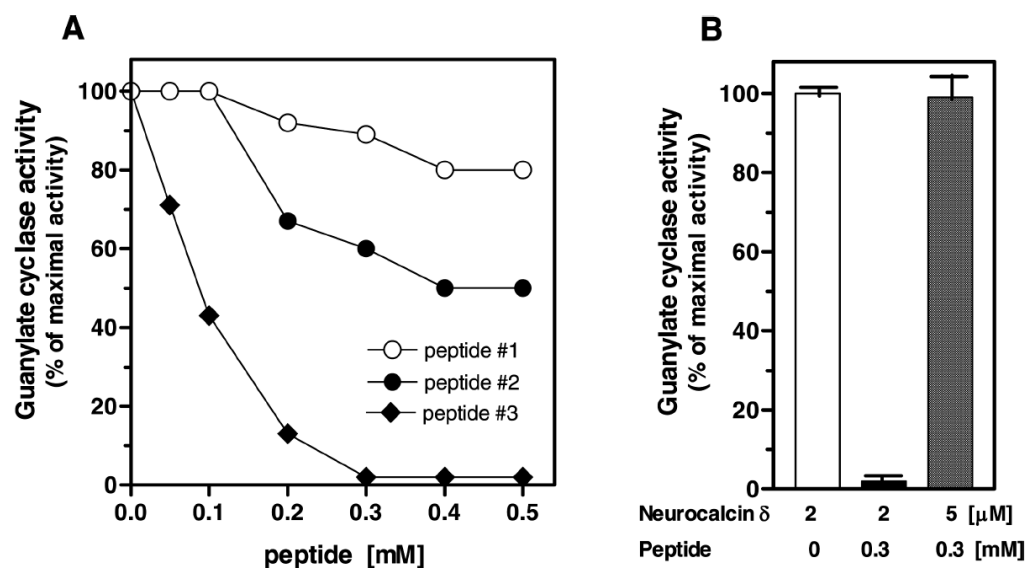 A
Guanylate cyclase activity
(% of maximal activity)
100
80
60
40
20
0
peptide #1
peptide #2
peptide #3
0.0 0.1 0.2 0.3 0.4 0.5
peptide [mM]
B
Guanylate cyclase activity
(% of maximal activity)
100
80
60
40
20
0
Neurocalcin δ 2 2 5 [µM]
Peptide 0 0.3 0.3 [mM]